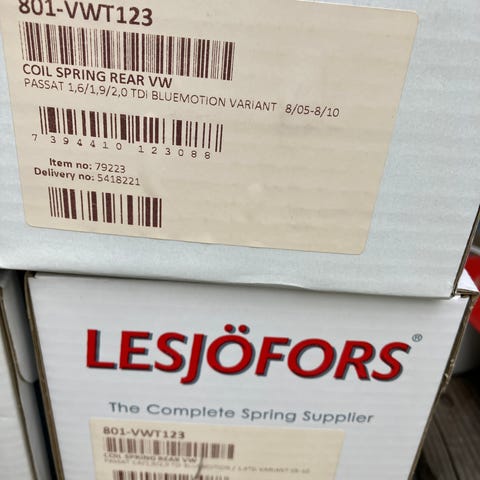 801-VWT123
COIL SPRING REAR VW
PASSAT 1,6/1,9/2,0 TDI BLUEMOTION VARIANT 8/05-8/10
7 394410 123088
Item no: 79223
Delivery no: 5418221
LESJÖFORS®
The Complete Spring Supplier
801-VWT123
COIL SPRING REAR VW